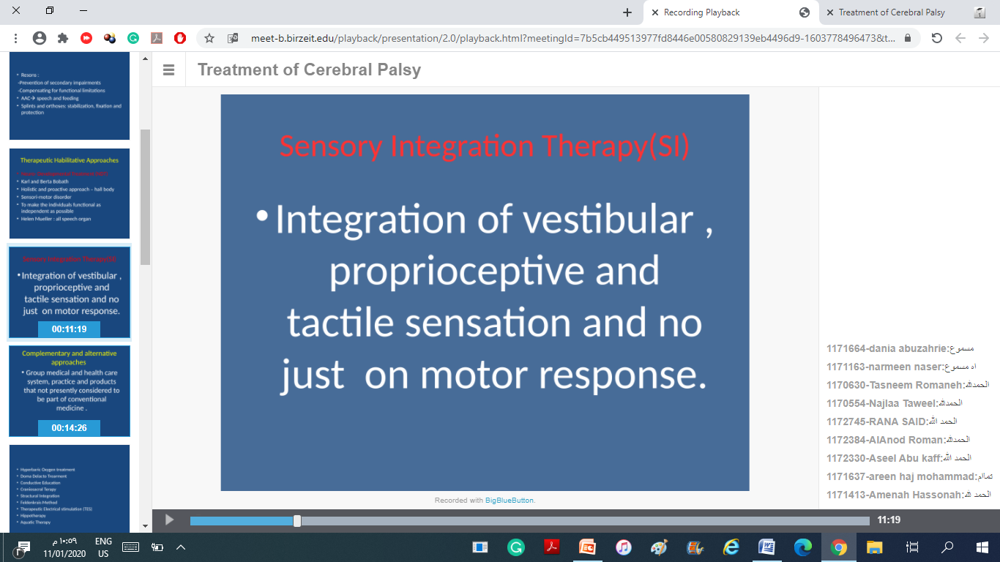 Recording Playback
Treatment of Cerebral Palsy
meet-b.birzeit.edu/playback/presentation/2.0/playback.html?meetingId=7b5cb449513977fd8446e00580829139eb4496d9-1603778496473&t...
• Resons :
-Prevention of secondary impairments
-Compensating for functional limitations
• AAC→ speech and feeding
• Splints and orthoses: stabilization, fixation and
protection
Therapeutic Habilitative Approaches
• Karl and Berta Bobath
• Holistic and proactive approach – hall body
• Sensori-motor disorder
• To make the individuals functional as
independent as possible
• Helen Mueller : all speech organ
Sensory Integration Therapy(SI)
• Integration of vestibular ,
proprioceptive and
tactile sensation and no
just on motor response.
00:11:19
Complementary and alternative
approaches
• Group medical and health care
system, practice and products
that not presently considered to
be part of conventional
medicine .
00:14:26
• Hyperbaric Oxygen treatment
• Doma Delacto Treatment
• Conductive Education
• Craniosacral Terapy
• Structural Integration
• Feldenkrais Method
• Therapeutic Electrical stimulation (TES)
• Hippotherapy
• Aquatic Therapy
Treatment of Cerebral Palsy
Sensory Integration Therapy(SI)
• Integration of vestibular ,
proprioceptive and
tactile sensation and no
just on motor response.
Recorded with BigBlueButton.
1171664-dania abuzahrie:مسموع
1171163-narmeen naser:اه مسموع
1170630-Tasneem Romaneh:الحمدلله
1170554-Najlaa Taweel:الحمدلله
1172745-RANA SAID:الحمد الله
1172384-AlAnod Roman:الحمدلله
1172330-Aseel Abu kaff:الحمد الله
1171637-areen haj mohammad:تمااام
1171413-Amenah Hassonah:الحمد لله
11:19
١٠:٥٩ م
11/01/2020
ENG
US